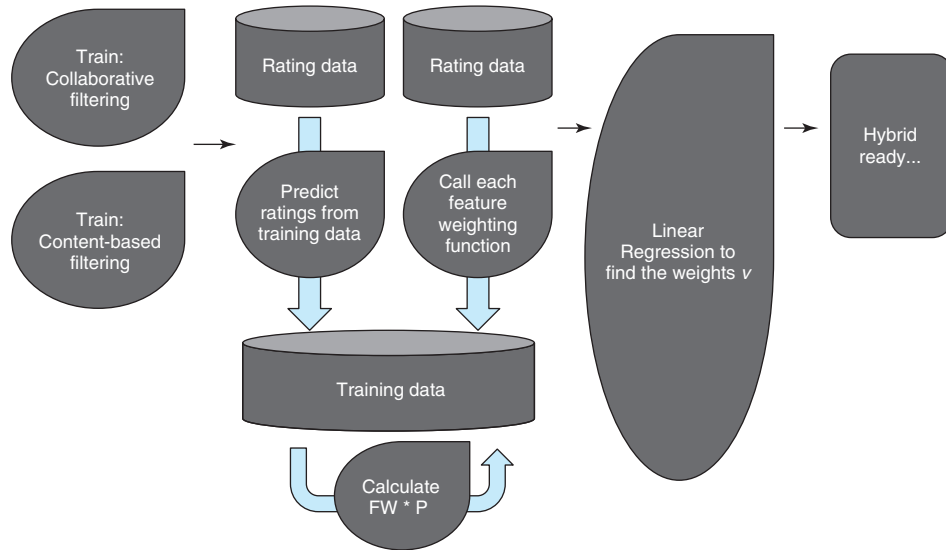 Train:
Collaborative
filtering
Train:
Content-based
filtering
Rating data
Rating data
Predict
ratings from
training data
Call each
feature
weighting
function
Training data
Calculate
FW * P
Linear
Regression to
find the weights v
Hybrid
ready...